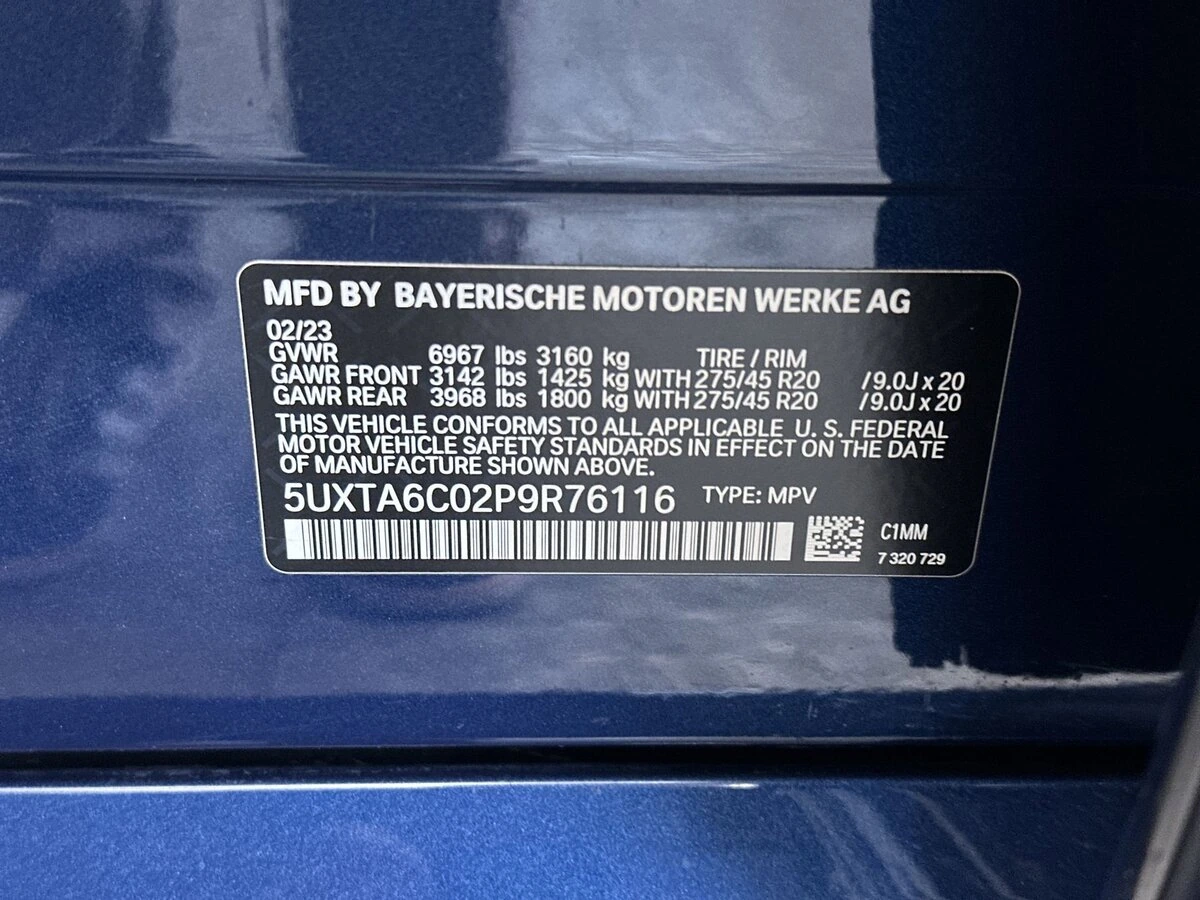 MFD BY BAYERISCHE MOTOREN WERKE AG
02/23
GVWR 6967 lbs 3160 kg TIRE / RIM
GAWR FRONT 3142 lbs 1425 kg WITH 275/45 R20 /9.0J x 20
GAWR REAR 3968 lbs 1800 kg WITH 275/45 R20 /9.0J x 20
THIS VEHICLE CONFORMS TO ALL APPLICABLE U. S. FEDERAL
MOTOR VEHICLE SAFETY STANDARDS IN EFFECT ON THE DATE
OF MANUFACTURE SHOWN ABOVE.
5UXTA6C02P9R76116 TYPE: MPV
C1MM
7 320 729